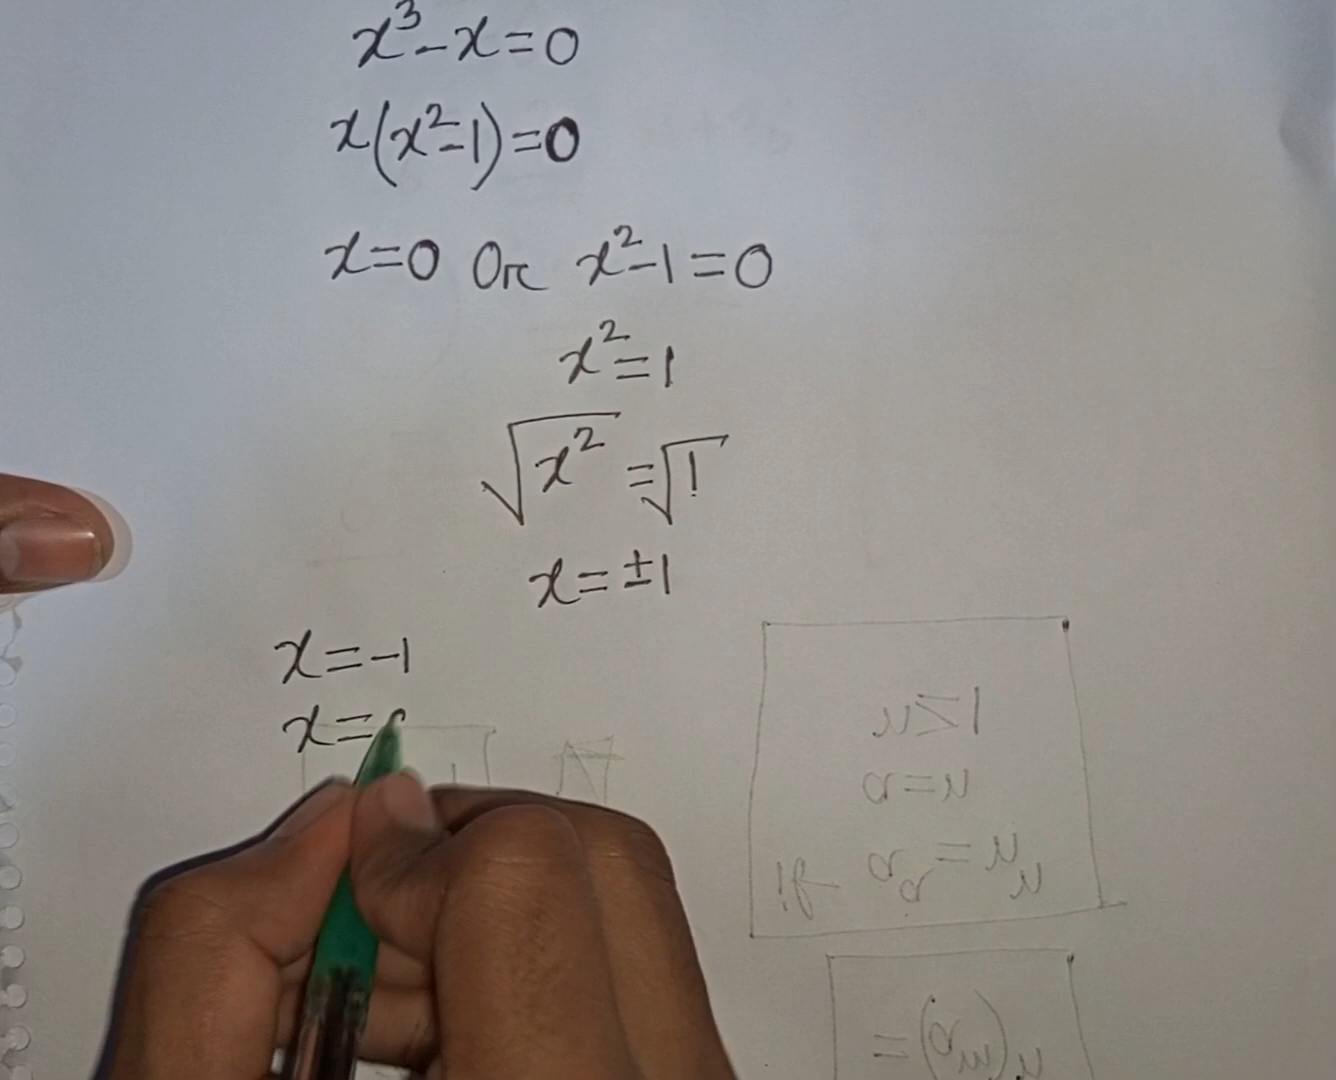 x³-x=0
x(x²-1)=0
x=0 Or x²-1=0
x²=1
√x² =√1
x=±1
x=-1
x=